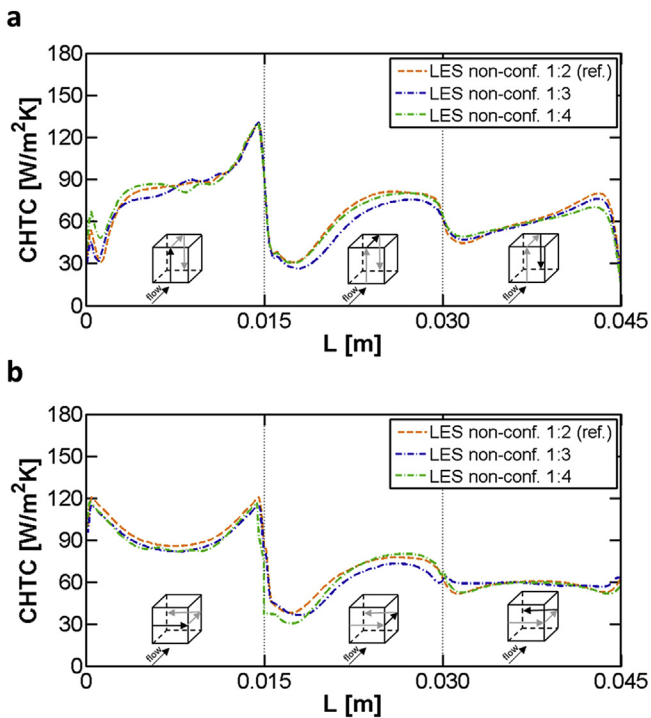 a
180
150
120
90
60
30
0
CHTC [W/m²K]
LES non-conf. 1:2 (ref.)
LES non-conf. 1:3
LES non-conf. 1:4
flow
flow
flow
0
0.015
0.030
0.045
L [m]
b
180
150
120
90
60
30
0
CHTC [W/m²K]
LES non-conf. 1:2 (ref.)
LES non-conf. 1:3
LES non-conf. 1:4
flow
flow
flow
0
0.015
0.030
0.045
L [m]